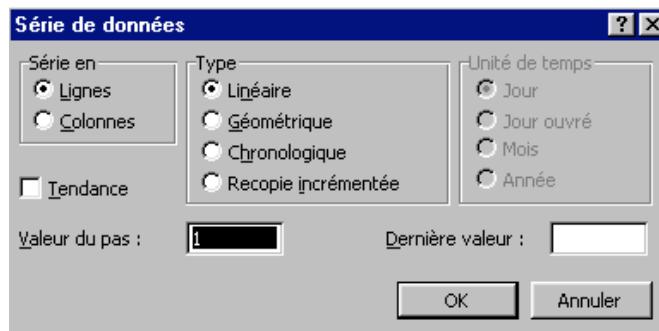 Série de données
Série en
Lignes
Colonnes
Tendance
Type
Linéaire
Géométrique
Chronologique
Recopie incrémentée
Unité de temps
Jour
Jour ouvré
Mois
Année
Valeur du pas :
1
Dernière valeur :
OK
Annuler